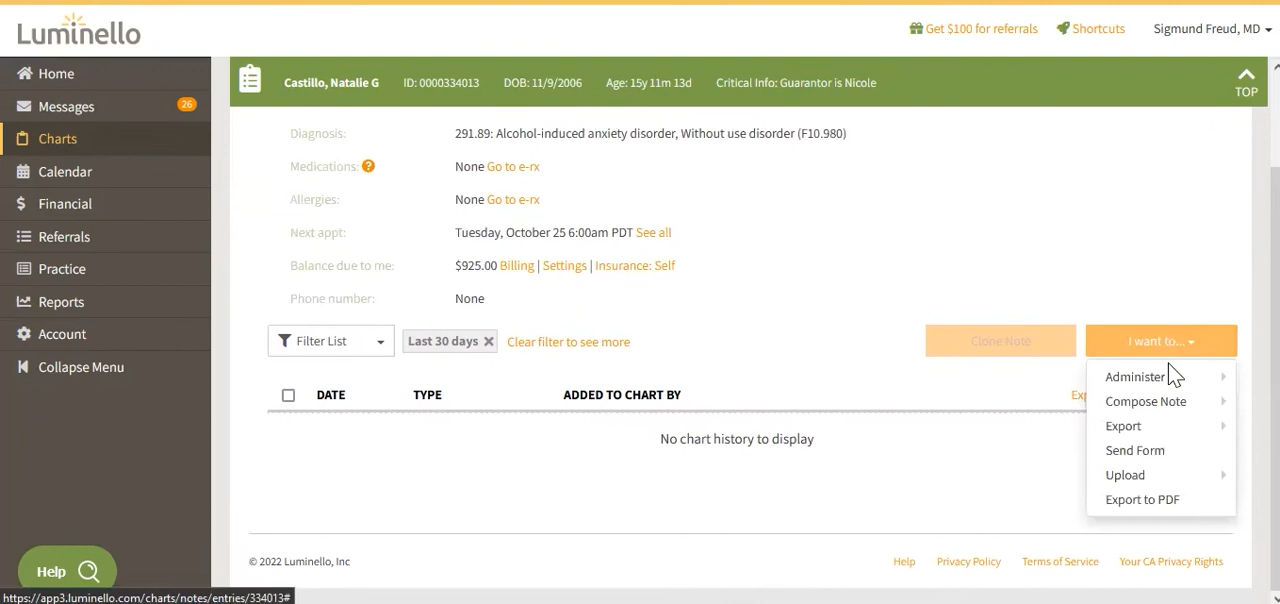 Luminello
Get $100 for referrals
Shortcuts
Sigmund Freud, MD
Home
Messages
26
Charts
Calendar
Financial
Referrals
Practice
Reports
Account
Collapse Menu
Help
https://app3.luminello.com/charts/notes/entries/334013#
Castillo, Natalie G ID: 0000334013 DOB: 11/9/2006 Age: 15y 11m 13d Critical Info: Guarantor is Nicole
TOP
Diagnosis: 291.89: Alcohol-induced anxiety disorder, Without use disorder (F10.980)
Medications: ? None Go to e-rx
Allergies: None Go to e-rx
Next appt: Tuesday, October 25 6:00am PDT See all
Balance due to me: $925.00 Billing | Settings | Insurance: Self
Phone number: None
Filter List Last 30 days Clear filter to see more Clone Note I want to...
Administer
Compose Note
Export
Send Form
Upload
Export to PDF
DATE TYPE ADDED TO CHART BY
No chart history to display
© 2022 Luminello, Inc Help Privacy Policy Terms of Service Your CA Privacy Rights